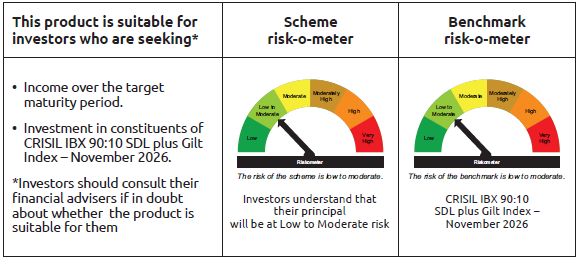 This product is suitable for
investors who are seeking*
Scheme
risk-o-meter
Benchmark
risk-o-meter
• Income over the target
maturity period.
• Investment in constituents of
CRISIL IBX 90:10 SDL plus Gilt
Index – November 2026.
*Investors should consult their
financial advisers if in doubt
about whether the product is
suitable for them
Low
Low to
Moderate
Moderate
Moderately
High
High
Very
High
Riskometer
The risk of the scheme is low to moderate.
Investors understand that
their principal
will be at Low to Moderate risk
Low
Low to
Moderate
Moderate
Moderately
High
High
Very
High
Riskometer
The risk of the benchmark is low to moderate.
CRISIL IBX 90:10
SDL plus Gilt Index –
November 2026